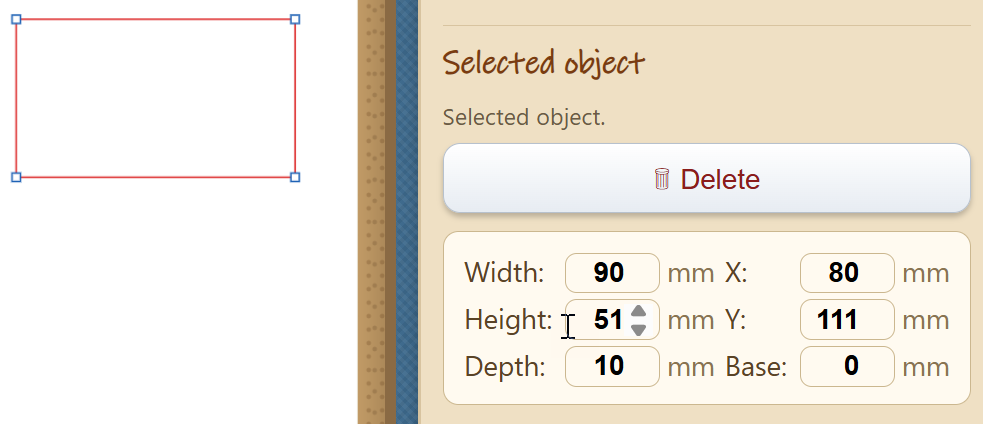 Selected object
Selected object.
Delete
Width: 90 mm X: 80 mm
Height: 51 mm Y: 111 mm
Depth: 10 mm Base: 0 mm